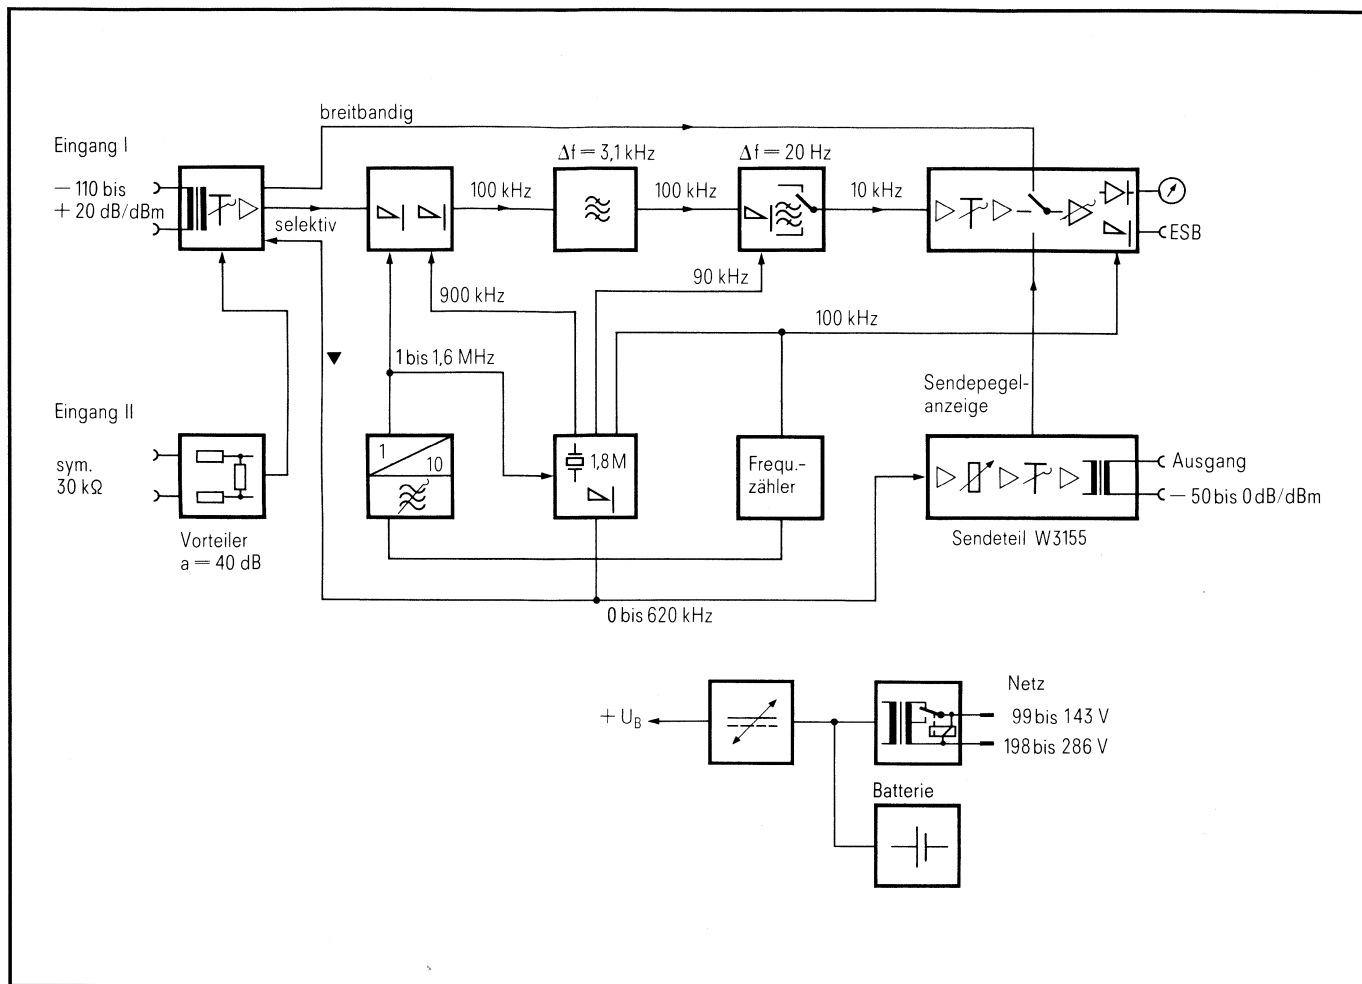 breitbandig
Eingang I
Δf = 3,1 kHz
Δf = 20 Hz
– 110 bis
+ 20 dB/dBm
100 kHz
100 kHz
10 kHz
selektiv
ESB
90 kHz
900 kHz
100 kHz
1 bis 1,6 MHz
Sendepegel-
anzeige
Eingang II
1
10
1,8 M
Frequ.-
zähler
sym.
30 kΩ
Ausgang
– 50 bis 0 dB/dBm
Vorteiler
a = 40 dB
Sendeteil W3155
0 bis 620 kHz
Netz
+ UB
99 bis 143 V
198 bis 286 V
Batterie